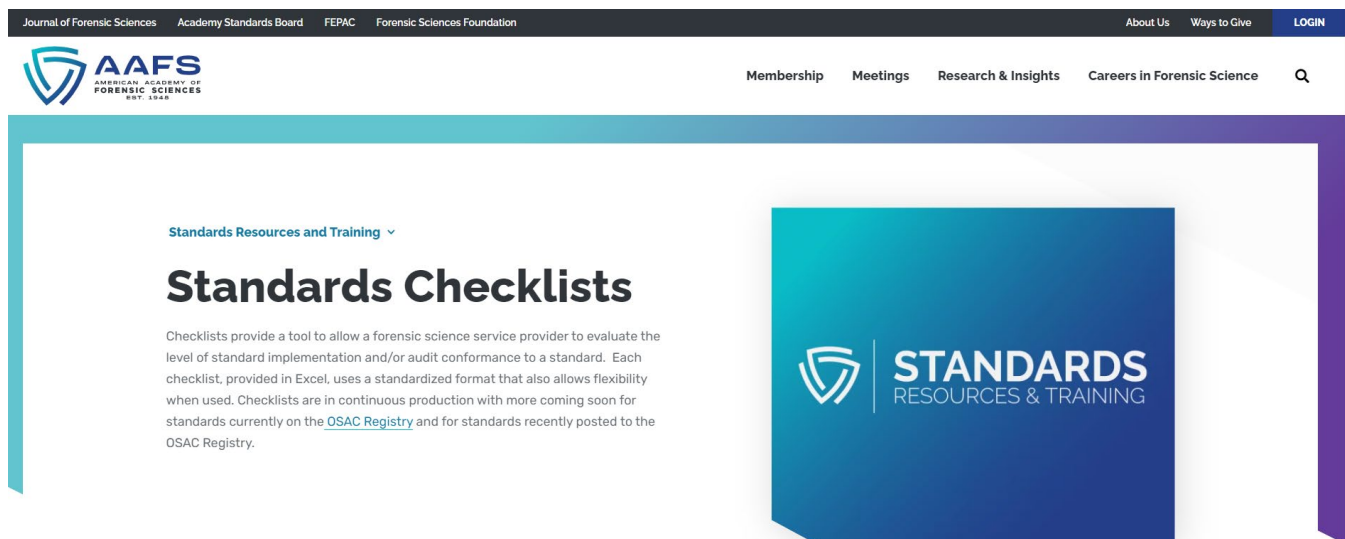 Journal of Forensic Sciences Academy Standards Board FEPAC Forensic Sciences Foundation About Us Ways to Give LOGIN
AAFS
AMERICAN ACADEMY OF
FORENSIC SCIENCES
EST. 1948
Membership Meetings Research & Insights Careers in Forensic Science
Standards Resources and Training
Standards Checklists
Checklists provide a tool to allow a forensic science service provider to evaluate the
level of standard implementation and/or audit conformance to a standard. Each
checklist, provided in Excel, uses a standardized format that also allows flexibility
when used. Checklists are in continuous production with more coming soon for
standards currently on the OSAC Registry and for standards recently posted to the
OSAC Registry.
STANDARDS
RESOURCES & TRAINING